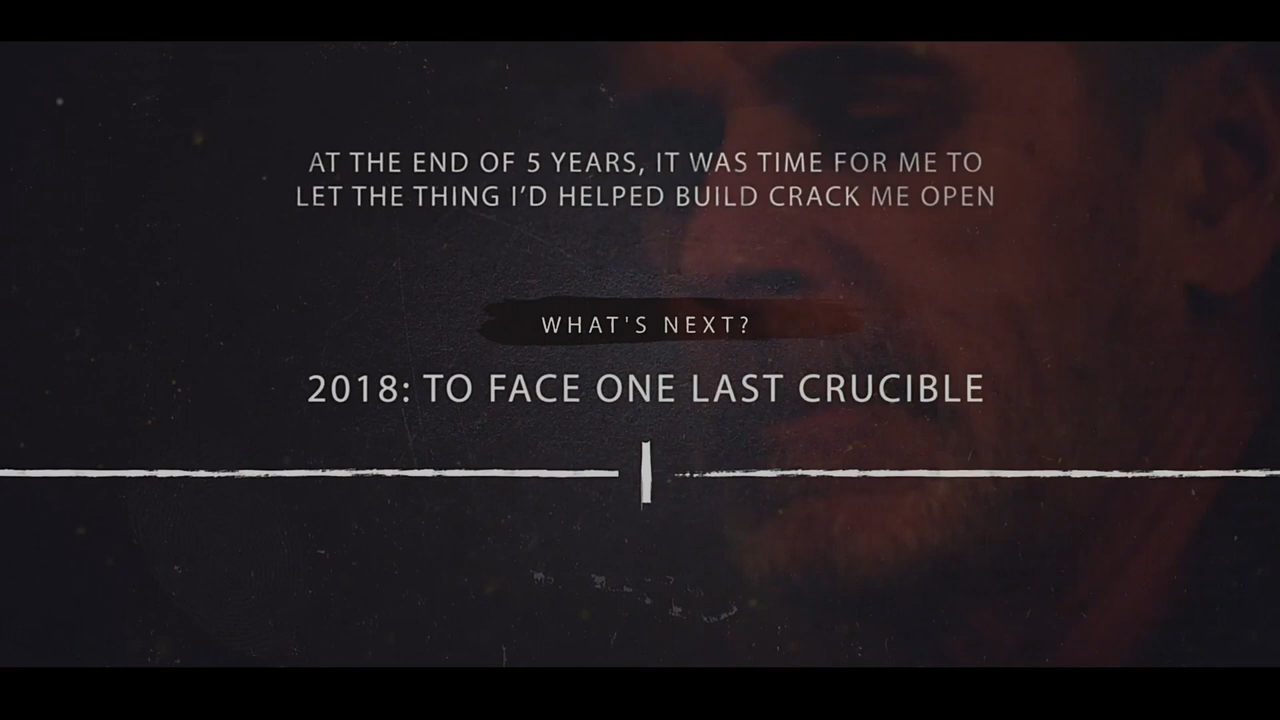 AT THE END OF 5 YEARS, IT WAS TIME FOR ME TO
LET THE THING I’D HELPED BUILD CRACK ME OPEN
WHAT'S NEXT?
2018: TO FACE ONE LAST CRUCIBLE